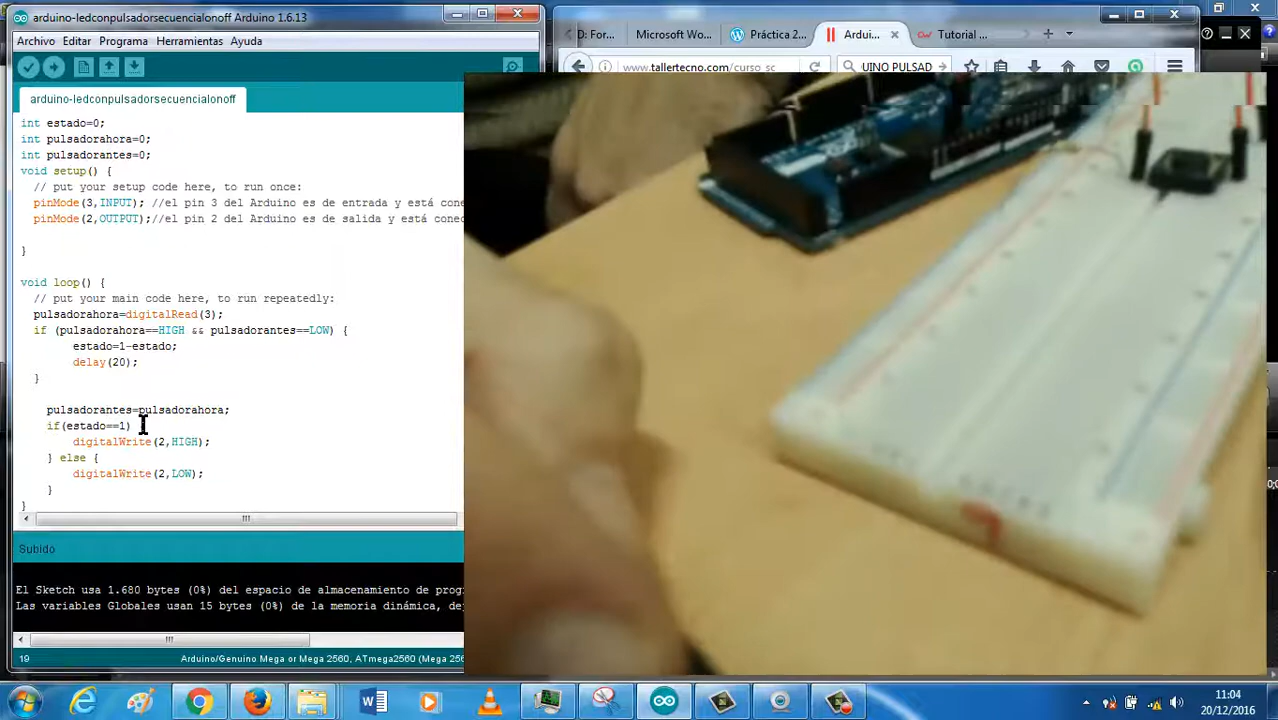 arduino-ledconpulsadorsecuencialonoff Arduino 1.6.13
D: For...
Microsoft Wo...
Práctica 2...
Ardui...
Tutorial ...
Archivo Editar Programa Herramientas Ayuda
www.tallertecno.com/curso_sc
UINO PULSAD
arduino-ledconpulsadorsecuencialonoff
int estado=0;
int pulsadorahora=0;
int pulsadorantes=0;
void setup() {
// put your setup code here, to run once:
pinMode(3,INPUT); //el pin 3 del Arduino es de entrada y está cone
pinMode(2,OUTPUT);//el pin 2 del Arduino es de salida y está conec
}
void loop() {
// put your main code here, to run repeatedly:
pulsadorahora=digitalRead(3);
if (pulsadorahora==HIGH && pulsadorantes==LOW) {
estado=1-estado;
delay(20);
}
pulsadorantes=pulsadorahora;
if(estado==1)
digitalWrite(2,HIGH);
} else {
digitalWrite(2,LOW);
}
}
Subido
El Sketch usa 1.680 bytes (0%) del espacio de almacenamiento de prog
Las variables Globales usan 15 bytes (0%) de la memoria dinámica, de
19
Arduino/Genuino Mega or Mega 2560, ATmega2560 (Mega 256
11:04
20/12/2016